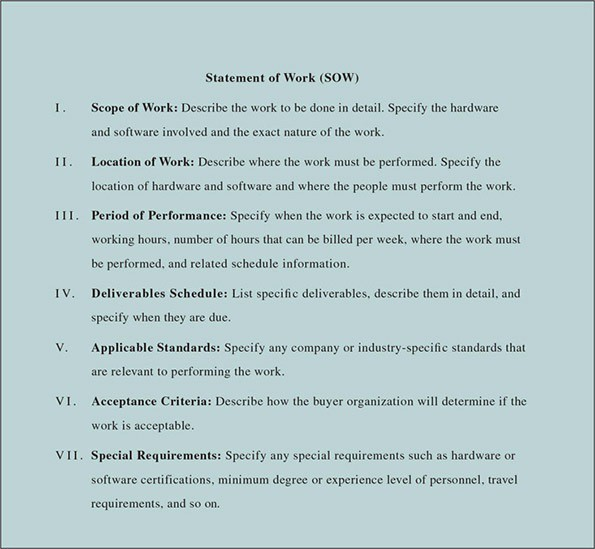 Statement of Work (SOW)
I. Scope of Work: Describe the work to be done in detail. Specify the hardware
and software involved and the exact nature of the work.
II. Location of Work: Describe where the work must be performed. Specify the
location of hardware and software and where the people must perform the work.
III. Period of Performance: Specify when the work is expected to start and end,
working hours, number of hours that can be billed per week, where the work must
be performed, and related schedule information.
IV. Deliverables Schedule: List specific deliverables, describe them in detail, and
specify when they are due.
V. Applicable Standards: Specify any company or industry-specific standards that
are relevant to performing the work.
VI. Acceptance Criteria: Describe how the buyer organization will determine if the
work is acceptable.
VII. Special Requirements: Specify any special requirements such as hardware or
software certifications, minimum degree or experience level of personnel, travel
requirements, and so on.